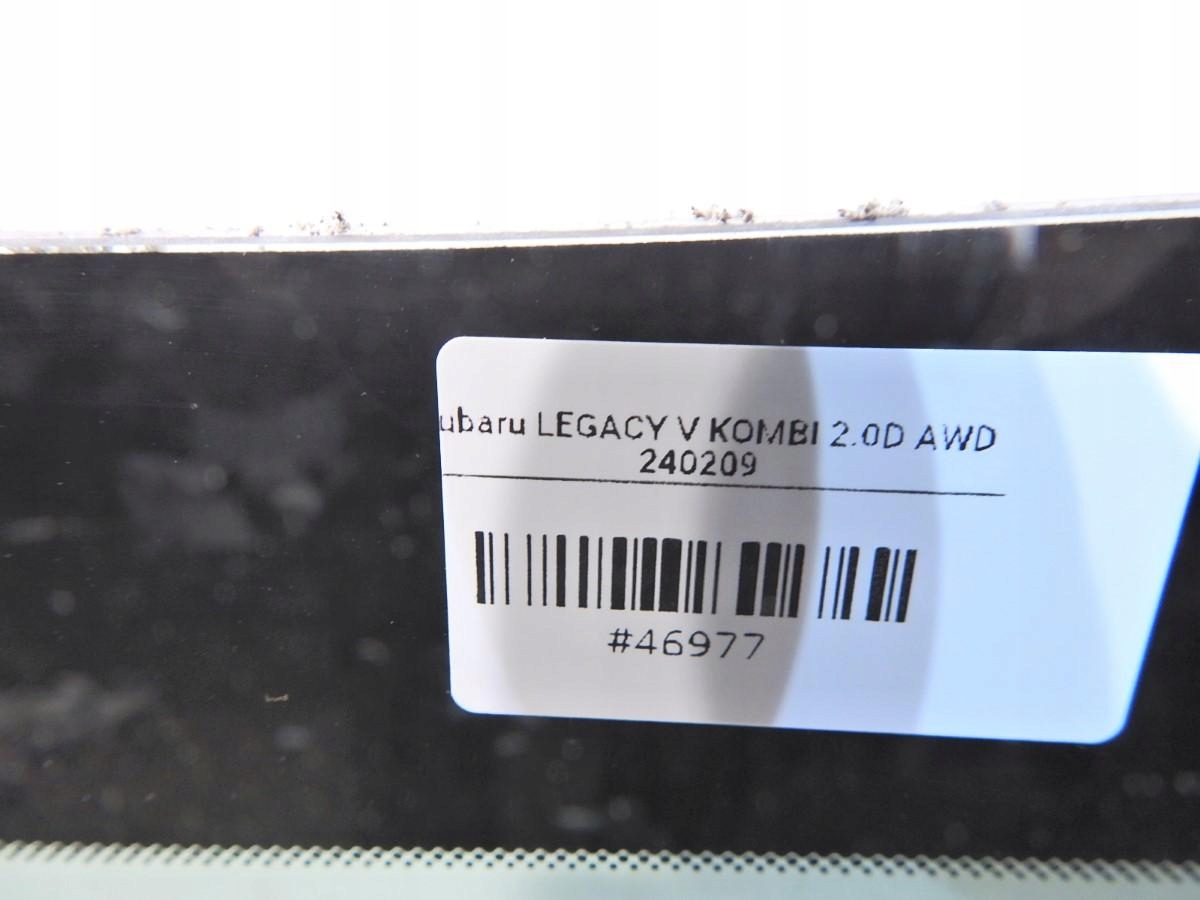 ubaru LEGACY V KOMBI 2.0D AWD
240209
#46977